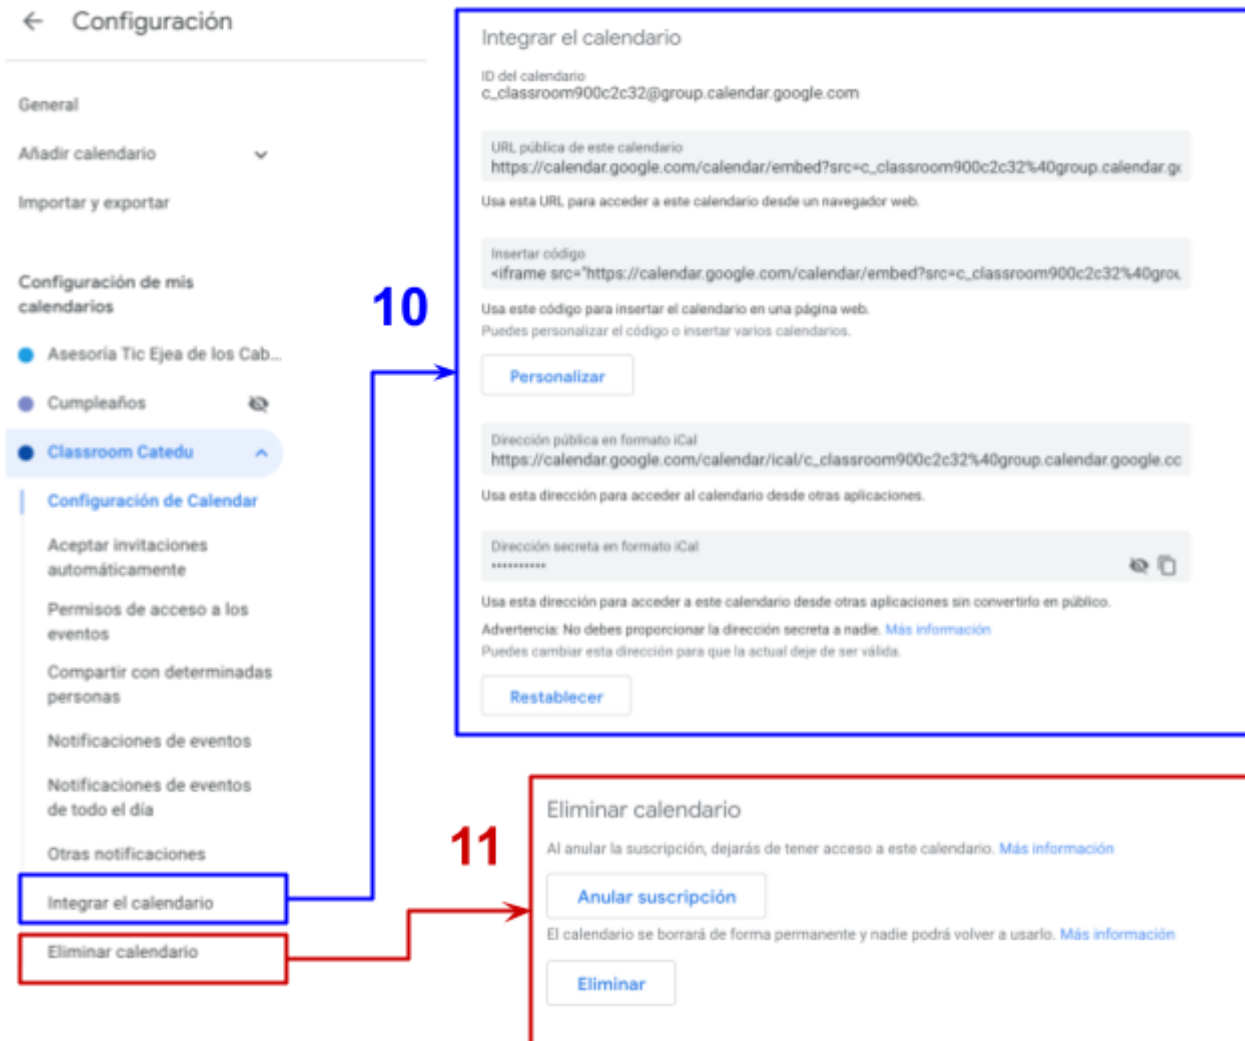 Configuración
General
Añadir calendario
Importar y exportar
Configuración de mis
calendarios
Asesoría Tic Ejea de los Cab...
Cumpleaños
Classroom Catedu
Configuración de Calendar
Aceptar invitaciones
automáticamente
Permisos de acceso a los
eventos
Compartir con determinadas
personas
Notificaciones de eventos
Notificaciones de eventos
de todo el día
Otras notificaciones
Integrar el calendario
Eliminar calendario
10
Integrar el calendario
ID del calendario
c_classroom900c2c32@group.calendar.google.com
URL pública de este calendario
https://calendar.google.com/calendar/embed?src=c_classroom900c2c32%40group.calendar.go
Usa esta URL para acceder a este calendario desde un navegador web.
Insertar código
<iframe src="https://calendar.google.com/calendar/embed?src=c_classroom900c2c32%40grou
Usa este código para insertar el calendario en una página web.
Puedes personalizar el código o insertar varios calendarios.
Personalizar
Dirección pública en formato iCal
https://calendar.google.com/calendar/ical/c_classroom900c2c32%40group.calendar.google.cc
Usa esta dirección para acceder al calendario desde otras aplicaciones.
Dirección secreta en formato iCal
••••••••••
Usa esta dirección para acceder a este calendario desde otras aplicaciones sin convertirlo en público.
Advertencia: No debes proporcionar la dirección secreta a nadie. Más información
Puedes cambiar esta dirección para que la actual deje de ser válida.
Restablecer
11
Eliminar calendario
Al anular la suscripción, dejarás de tener acceso a este calendario. Más información
Anular suscripción
El calendario se borrará de forma permanente y nadie podrá volver a usarlo. Más información
Eliminar